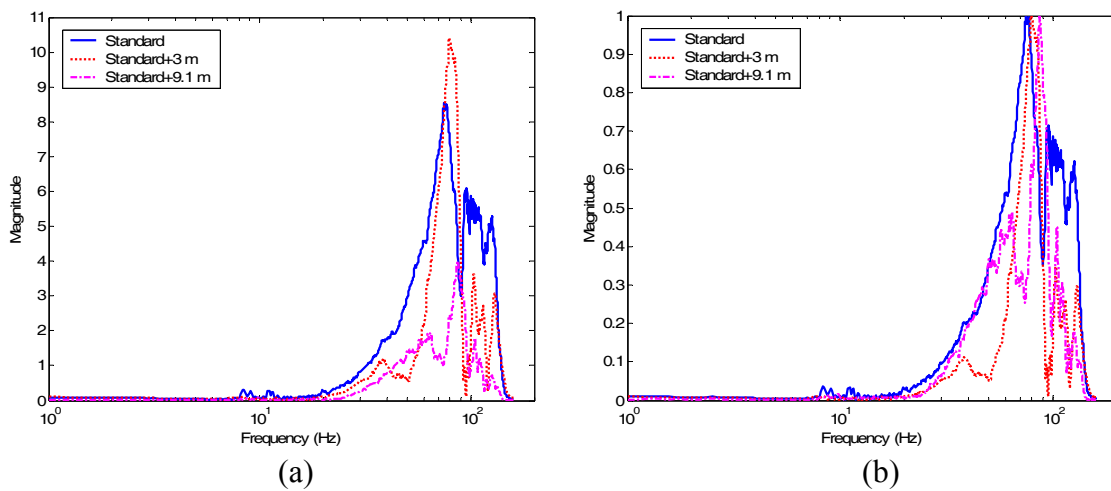 (a)
11
10
9
8
7
6
5
4
3
2
1
0
Magnitude
Standard
Standard+3 m
Standard+9.1 m
10^0
10^1
10^2
Frequency (Hz)
(a)
(b)
1
0.9
0.8
0.7
0.6
0.5
0.4
0.3
0.2
0.1
0
Magnitude
Standard
Standard+3 m
Standard+9.1 m
10^0
10^1
10^2
Frequency (Hz)
(b)